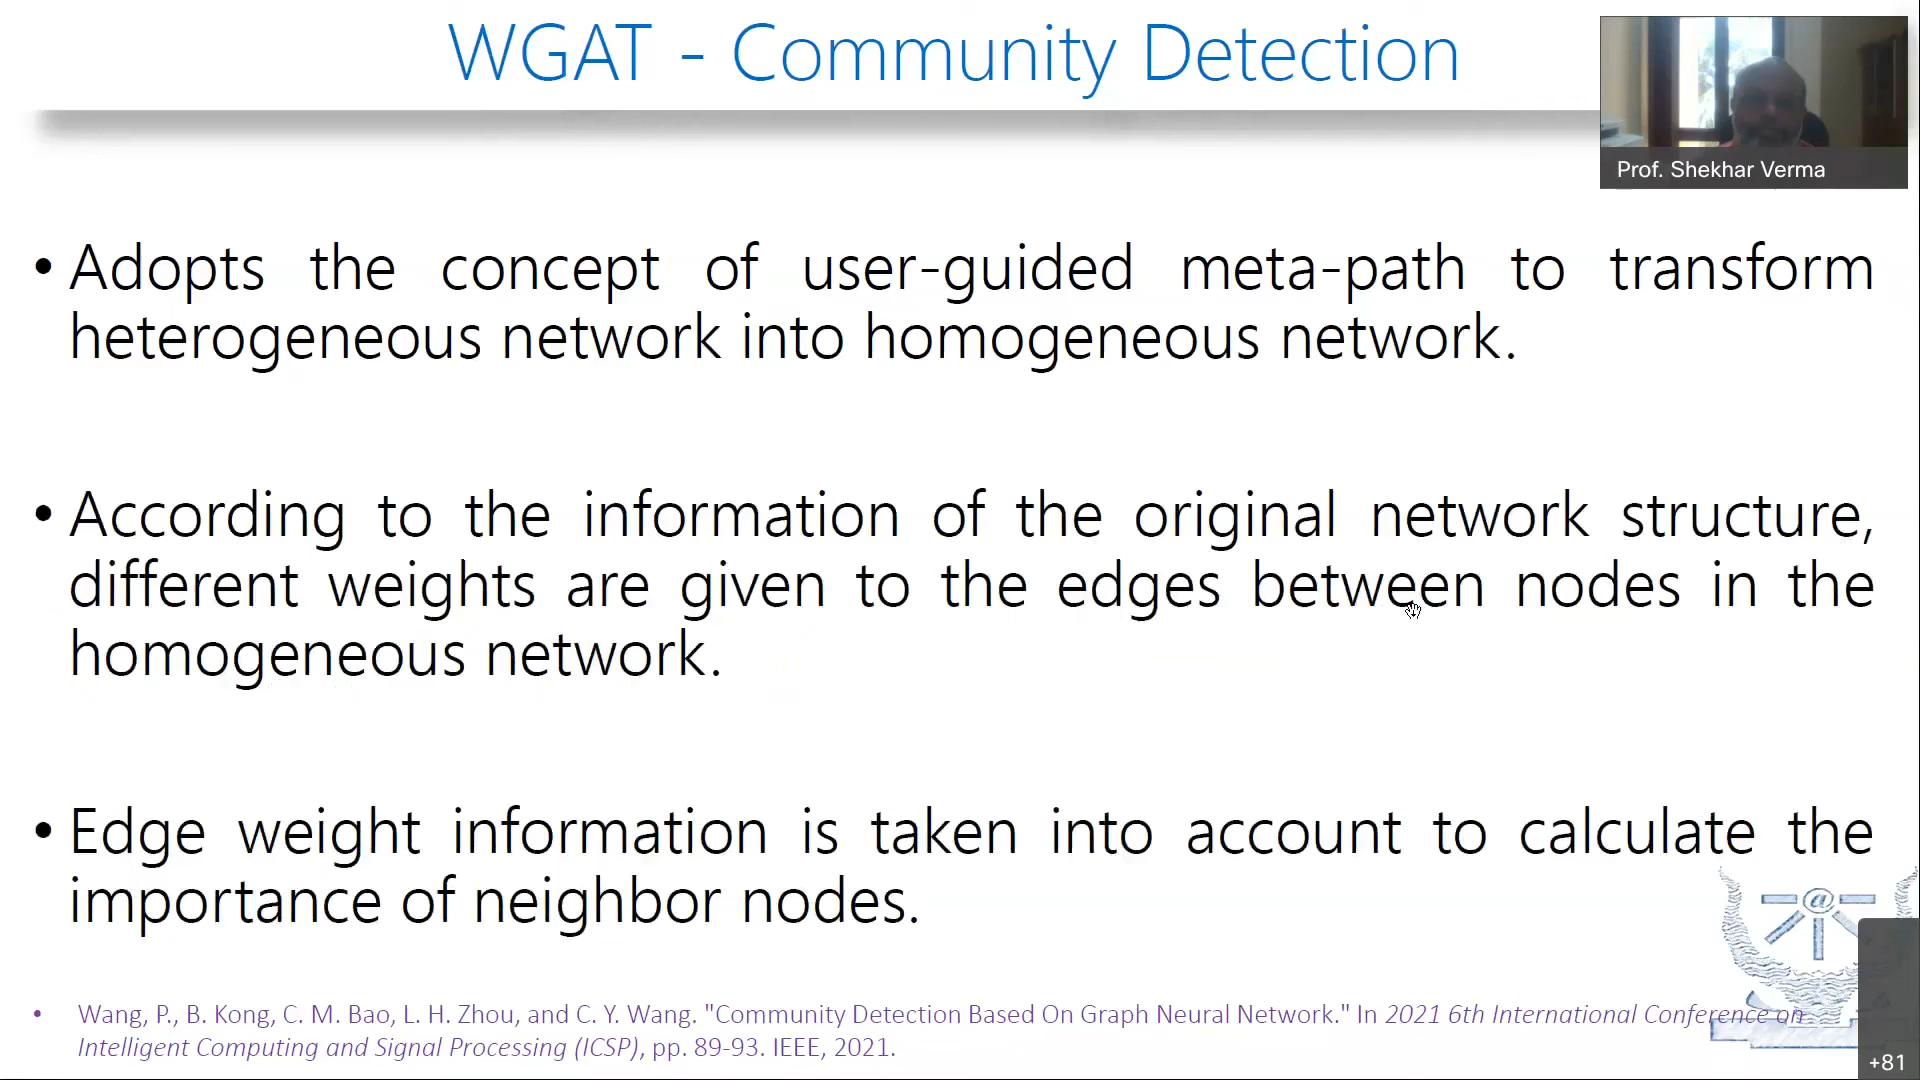 WGAT - Community Detection
Prof. Shekhar Verma
• Adopts the concept of user-guided meta-path to transform
heterogeneous network into homogeneous network.
• According to the information of the original network structure,
different weights are given to the edges between nodes in the
homogeneous network.
• Edge weight information is taken into account to calculate the
importance of neighbor nodes.
@
• Wang, P., B. Kong, C. M. Bao, L. H. Zhou, and C. Y. Wang. "Community Detection Based On Graph Neural Network." In 2021 6th International Conference on
Intelligent Computing and Signal Processing (ICSP), pp. 89-93. IEEE, 2021.
+81